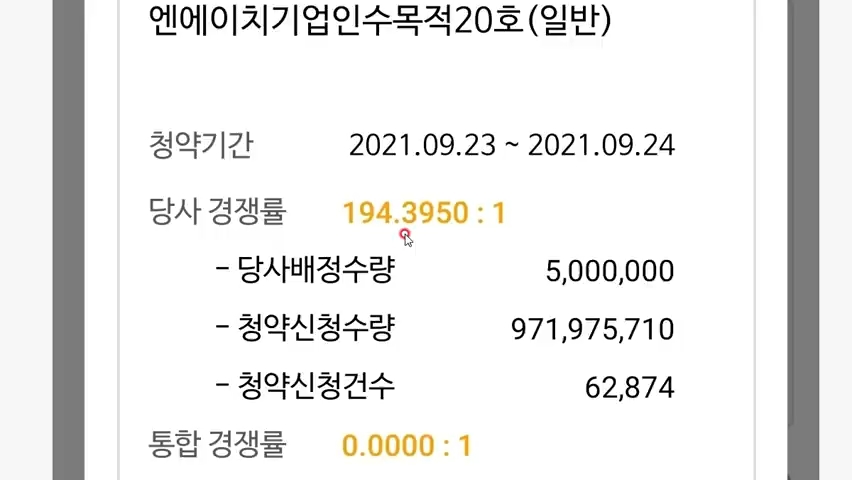 엔에이치기업인수목적20호(일반)
청약기간 2021.09.23 ~ 2021.09.24
당사 경쟁률 194.3950 : 1
- 당사배정수량 5,000,000
- 청약신청수량 971,975,710
- 청약신청건수 62,874
통합 경쟁률 0.0000 : 1